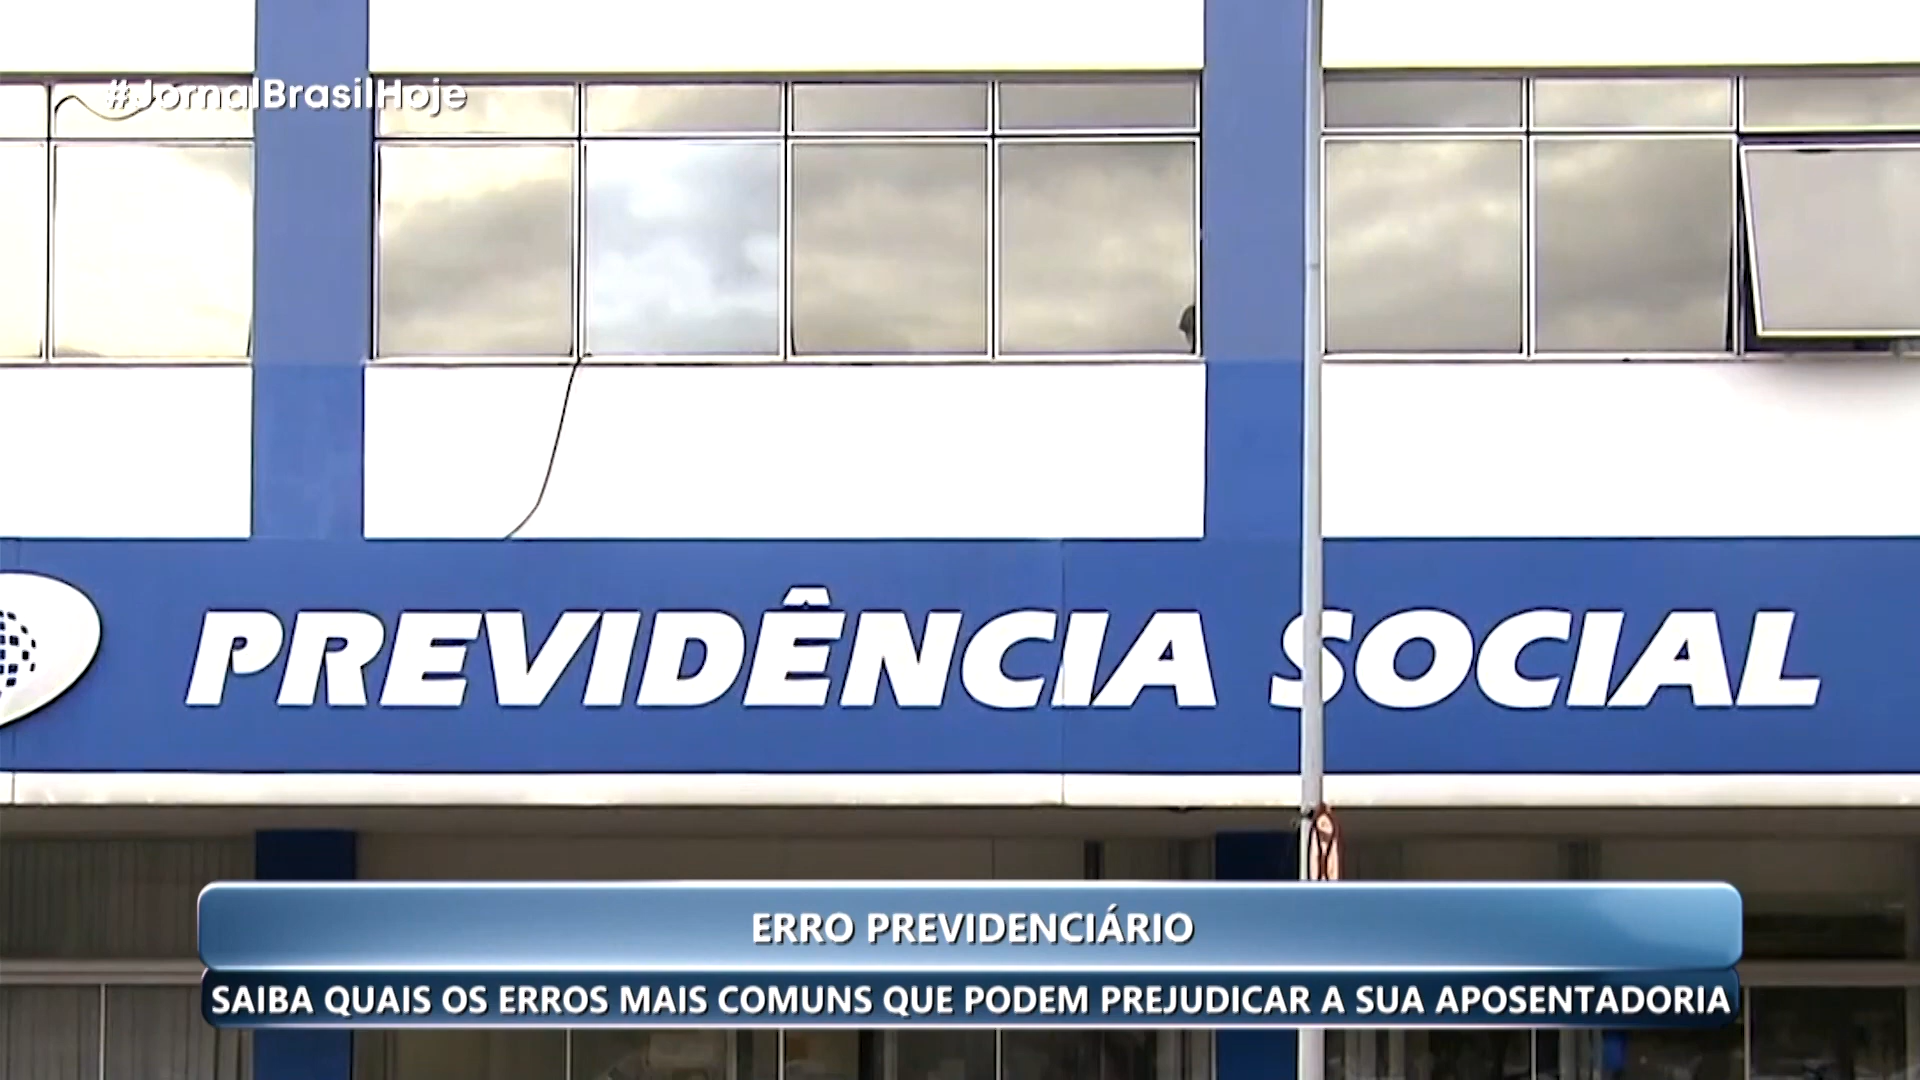 #JornalBrasilHoje
PREVIDÊNCIA SOCIAL
ERRO PREVIDENCIÁRIO
SAIBA QUAIS OS ERROS MAIS COMUNS QUE PODEM PREJUDICAR A SUA APOSENTADORIA